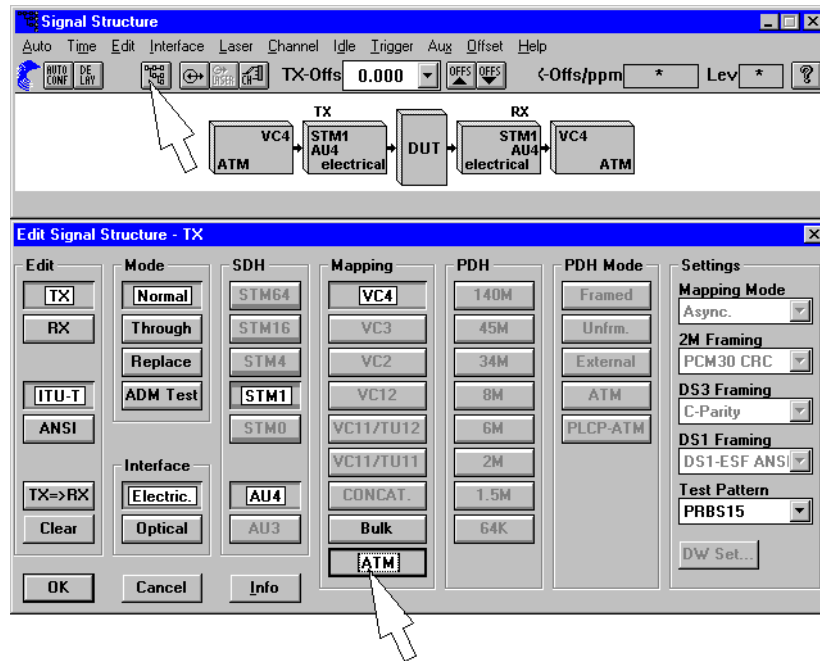 Signal Structure
Auto Time Edit Interface Laser Channel Idle Trigger Aux Offset Help
AUTO CONF DE LAY CH TX-Offs 0.000 OFFS OFFS <-Offs/ppm * Lev * ?
TX RX
VC4 STM1 STM1 VC4
AU4 DUT AU4
ATM electrical electrical ATM
Edit Signal Structure - TX
Edit Mode SDH Mapping PDH PDH Mode Settings
TX Normal STM64 VC4 140M Framed Mapping Mode
Async.
RX Through STM16 VC3 45M Unfrm. 2M Framing
Replace STM4 VC2 34M External PCM30 CRC
ITU-T ADM Test STM1 VC12 8M ATM DS3 Framing
C-Parity
ANSI STM0 VC11/TU12 6M PLCP-ATM DS1 Framing
Interface VC11/TU11 2M DS1-ESF ANSI
TX=>RX Electric. AU4 CONCAT. 1.5M Test Pattern
PRBS15
Clear Optical AU3 Bulk 64K
ATM DW Set...
OK Cancel Info